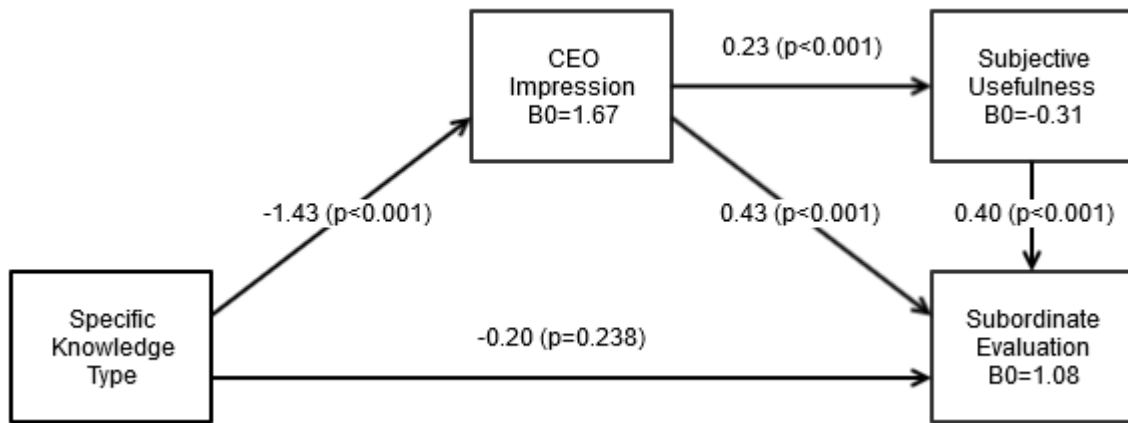 CEO
Impression
B0=1.67
0.23 (p<0.001)
Subjective
Usefulness
B0=-0.31
-1.43 (p<0.001)
0.43 (p<0.001)
0.40 (p<0.001)
Specific
Knowledge
Type
-0.20 (p=0.238)
Subordinate
Evaluation
B0=1.08